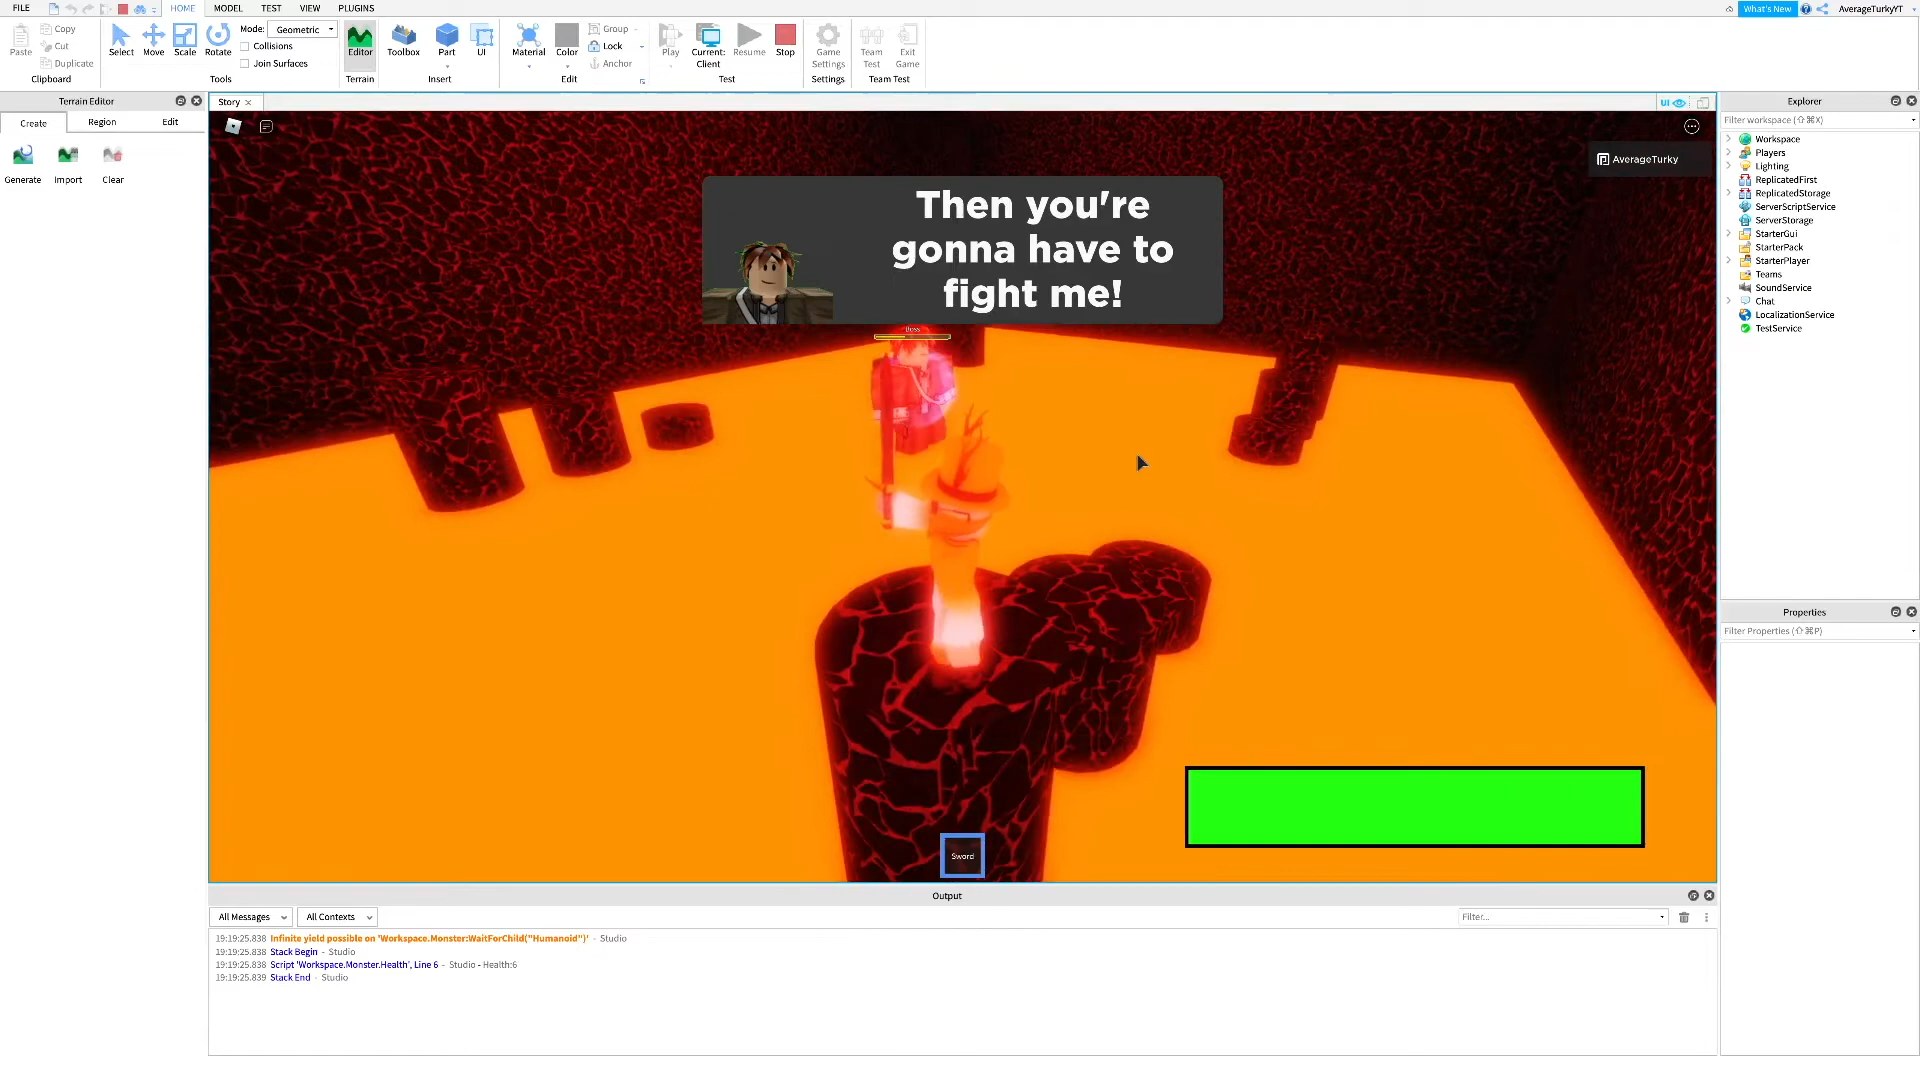 FILE HOME MODEL TEST VIEW PLUGINS What's New AverageTurkyYT
Paste Copy Cut Duplicate Clipboard
Select Move Scale Rotate Mode: Geometric Collisions Join Surfaces Tools
Editor Terrain
Toolbox Part UI Insert
Material Color Group Lock Anchor Edit
Play Current: Client Resume Stop Test
Game Settings Settings
Team Test Exit Game Team Test
Terrain Editor
Create Region Edit
Generate Import Clear
Story
UI
AverageTurky
Then you're
gonna have to
fight me!
Boss
Sword
Explorer
Filter workspace (⇧⌘X)
Workspace
Players
Lighting
ReplicatedFirst
ReplicatedStorage
ServerScriptService
ServerStorage
StarterGui
StarterPack
StarterPlayer
Teams
SoundService
Chat
LocalizationService
TestService
Properties
Filter Properties (⇧⌘P)
Output
All Messages All Contexts Filter...
19:19:25.838 Infinite yield possible on 'Workspace.Monster:WaitForChild("Humanoid")' - Studio
19:19:25.838 Stack Begin - Studio
19:19:25.838 Script 'Workspace.Monster.Health', Line 6 - Studio - Health:6
19:19:25.839 Stack End - Studio